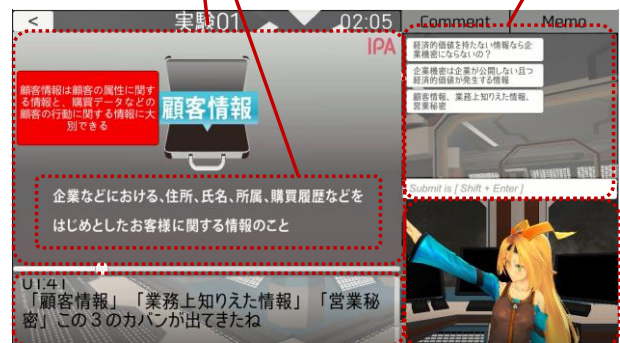 <
実験01
02:05
Comment
Memo
IPA
顧客情報は顧客の属性に関す
る情報と、購買データなどの
顧客の行動に関する情報に大
別できる
顧客情報
企業などにおける、住所、氏名、所属、購買履歴などを
はじめとしたお客様に関する情報のこと
経済的価値を持たない情報なら企
業機密にならないの？
企業機密は企業が公開しない且つ
経済的価値が発生する情報
顧客情報、業務上知りえた情報、
営業秘密
Submit is [ Shift + Enter ]
01:41
「顧客情報」「業務上知りえた情報」「営業秘
密」この３のカバンが出てきたね